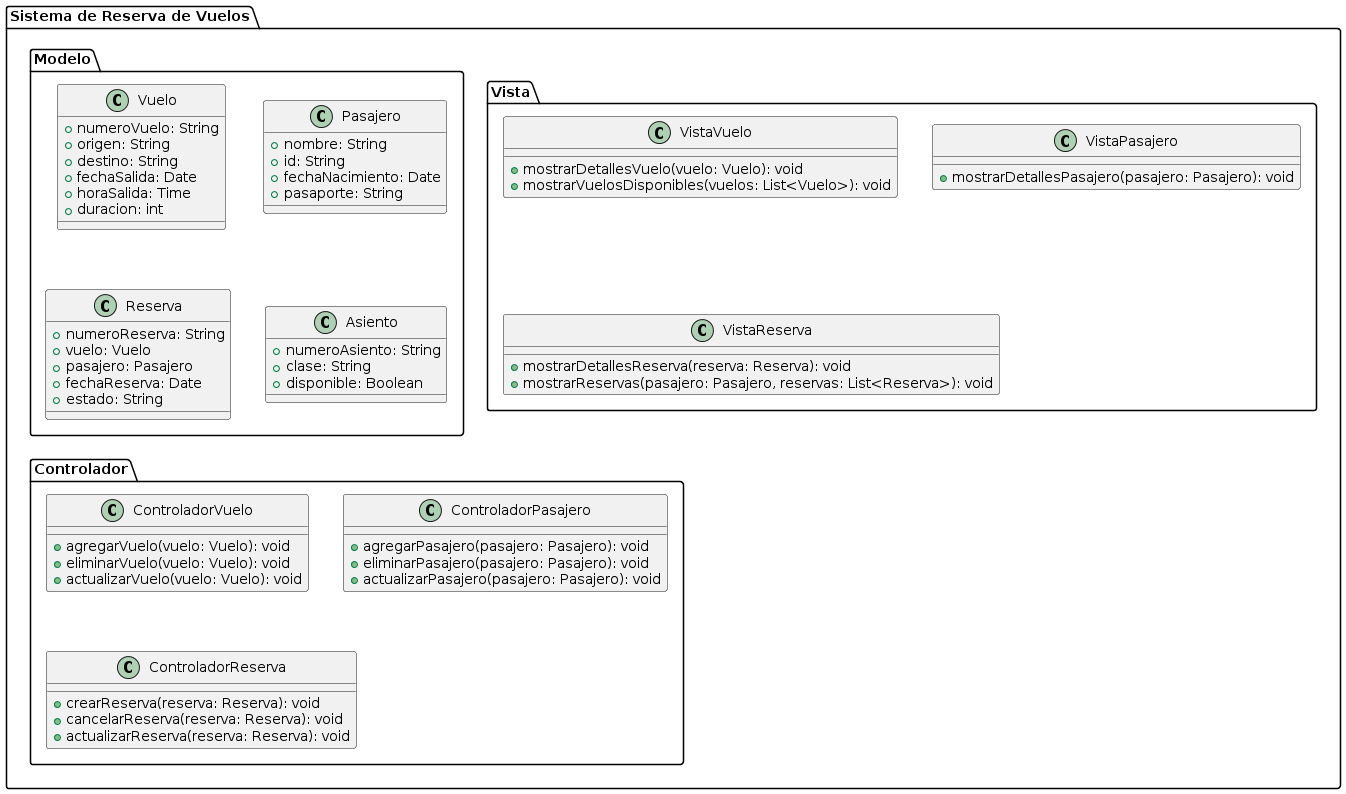 Sistema de Reserva de Vuelos
Modelo
C Vuelo
numeroVuelo: String
origen: String
destino: String
fechaSalida: Date
horaSalida: Time
duracion: int
C Pasajero
nombre: String
id: String
fechaNacimiento: Date
pasaporte: String
C Reserva
numeroReserva: String
vuelo: Vuelo
pasajero: Pasajero
fechaReserva: Date
estado: String
C Asiento
numeroAsiento: String
clase: String
disponible: Boolean
Vista
C VistaVuelo
mostrarDetallesVuelo(vuelo: Vuelo): void
mostrarVuelosDisponibles(vuelos: List<Vuelo>): void
C VistaPasajero
mostrarDetallesPasajero(pasajero: Pasajero): void
C VistaReserva
mostrarDetallesReserva(reserva: Reserva): void
mostrarReservas(pasajero: Pasajero, reservas: List<Reserva>): void
Controlador
C ControladorVuelo
agregarVuelo(vuelo: Vuelo): void
eliminarVuelo(vuelo: Vuelo): void
actualizarVuelo(vuelo: Vuelo): void
C ControladorPasajero
agregarPasajero(pasajero: Pasajero): void
eliminarPasajero(pasajero: Pasajero): void
actualizarPasajero(pasajero: Pasajero): void
C ControladorReserva
crearReserva(reserva: Reserva): void
cancelarReserva(reserva: Reserva): void
actualizarReserva(reserva: Reserva): void